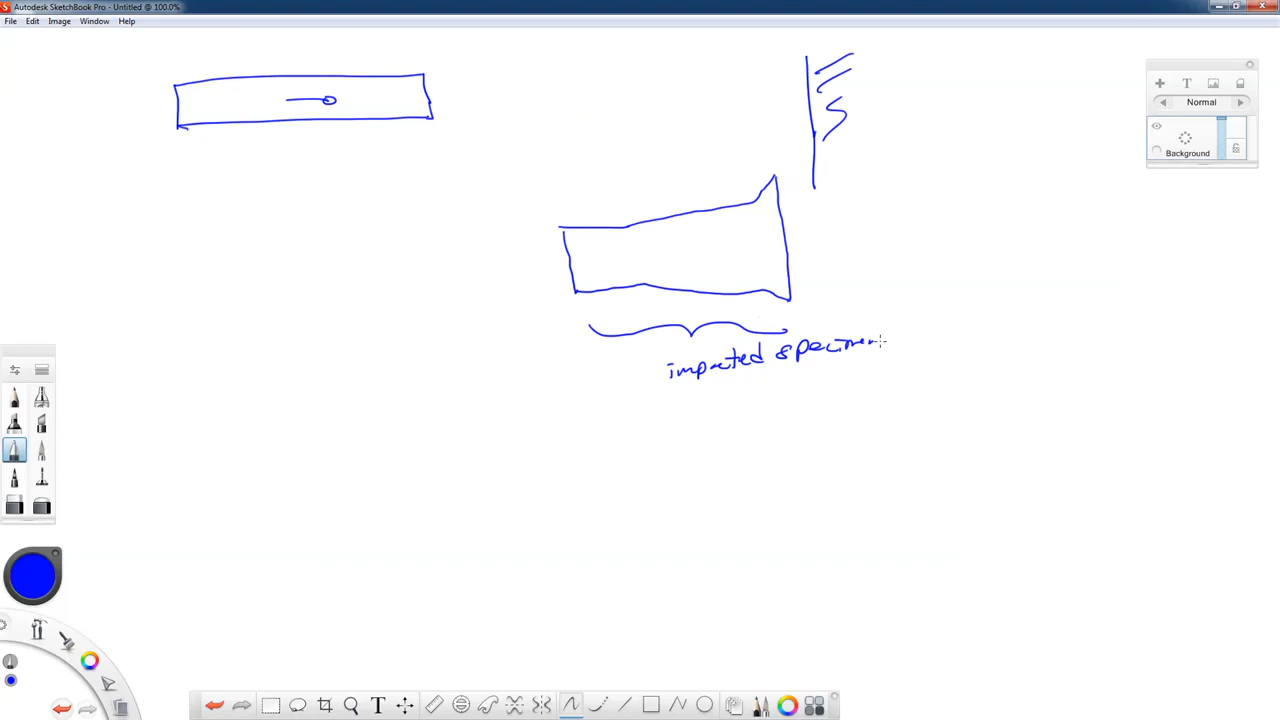 Autodesk SketchBook Pro - Untitled @ 100.0%
File Edit Image Window Help
Normal
Background
impacted specimen
T
T